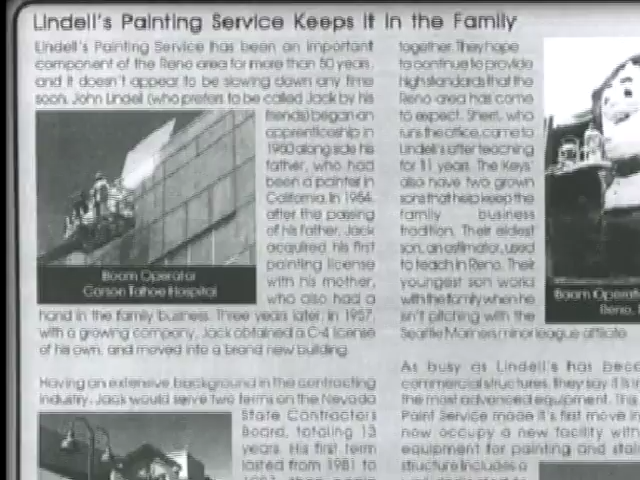 Lindell's Painting Service Keeps it in the Family
Lindell's Painting Service has been an important
component of the Reno area for more than 50 years,
and it doesn't appear to be slowing down any time
soon. John Lindell (who prefers to be called Jack by his
friends) began an
apprenticeship in
1950 along side his
father, who had
been a painter in
California. In 1954,
after the passing
of his father, Jack
acquired his first
painting license
with his mother,
who also had a
hand in the family business. Three years later, in 1957,
with a growing company, Jack obtained a C-4 license
of his own, and moved into a brand new building.
Having an extensive background in the contracting
industry, Jack would serve two terms on the Nevada
State Contractors
Board, totaling 13
years. His first term
lasted from 1981 to
Boom Operator
Carson Tahoe Hospital
together. They hope
to continue to provide
high standards that the
Reno area has come
to expect. Sherri, who
runs the office, came to
Lindell's after teaching
for 11 years. The Keys'
also have two grown
sons that help keep the
family business
tradition. Their eldest
son, an estimator, used
to teach in Reno. Their
youngest son works
with the family when he
isn't pitching with the
Seattle Mariners minor league affiliate.
As busy as Lindell's has
commercial structures, they say it is
the most advanced equipment. This
Paint Service made it's first move in
now occupy a new facility with
equipment for painting and
structure includes a
Boom
Reno,